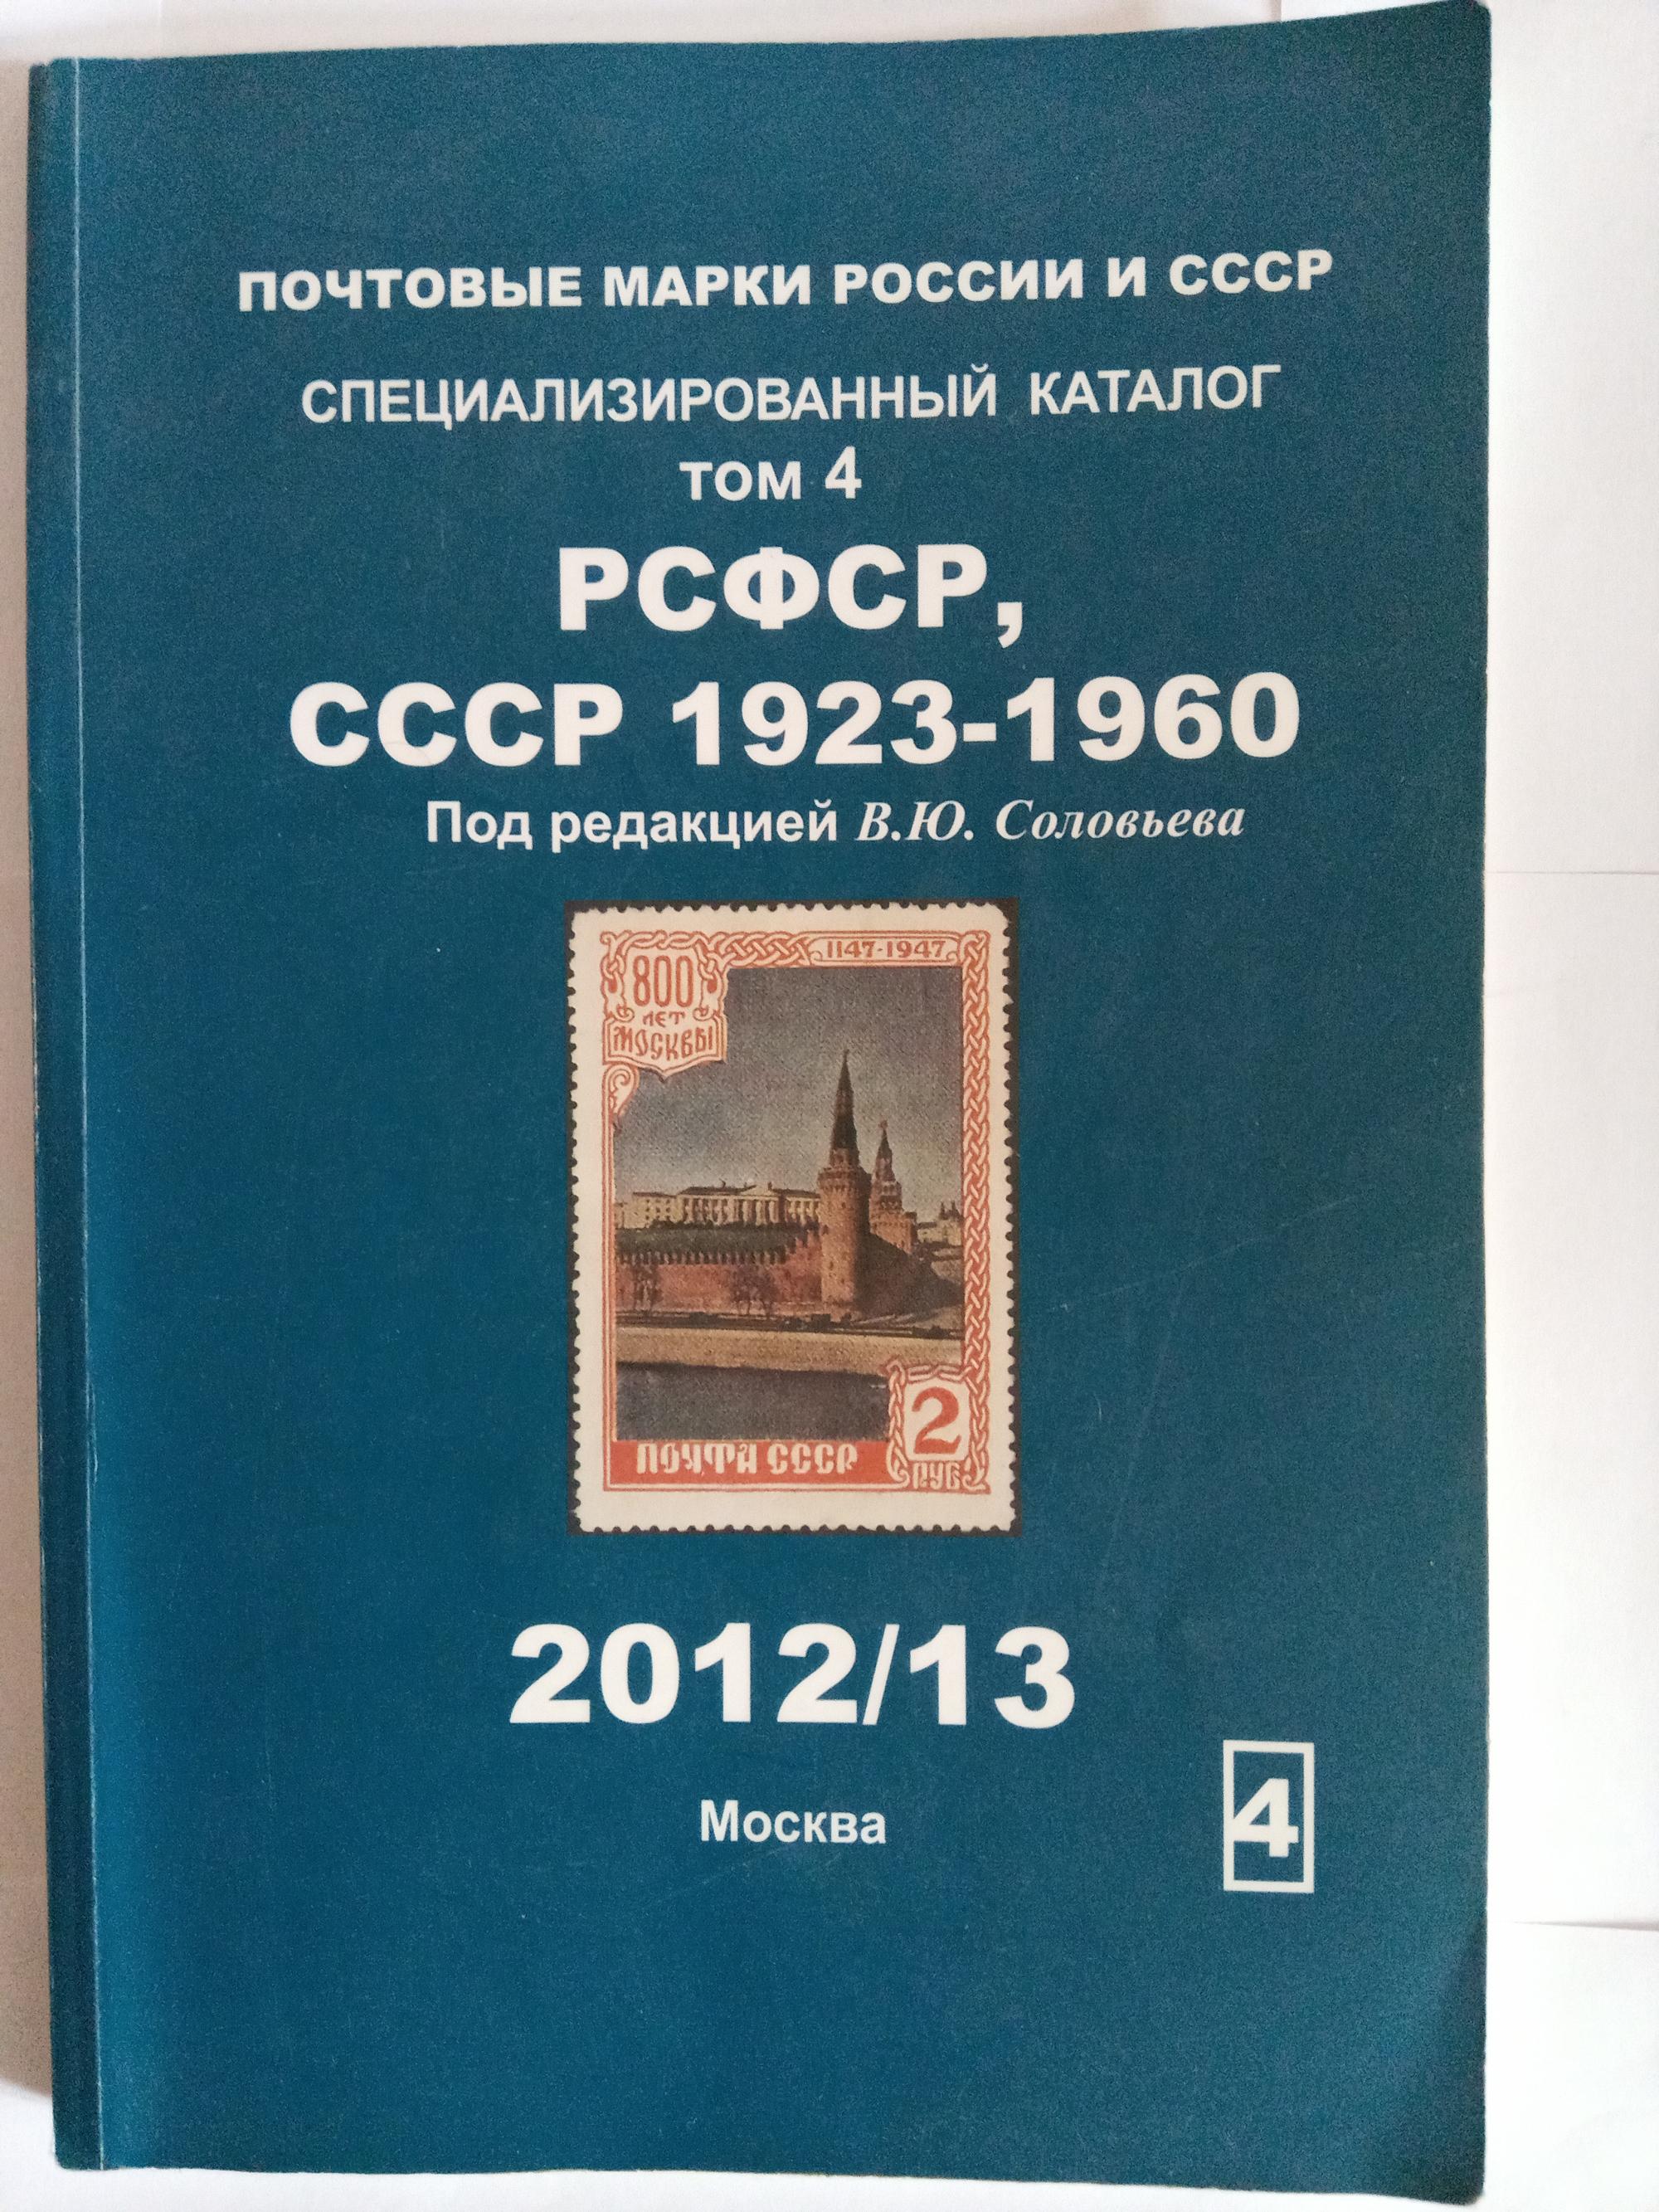 ПОЧТОВЫЕ МАРКИ РОССИИ И СССР
СПЕЦИАЛИЗИРОВАННЫЙ КАТАЛОГ
том 4
РСФСР,
СССР 1923-1960
Под редакцией В.Ю. Соловьева
1147-1947
800
ЛЕТ
МОСКВЫ
2
РУБ
ПОЧТА СССР
2012/13
Москва
4